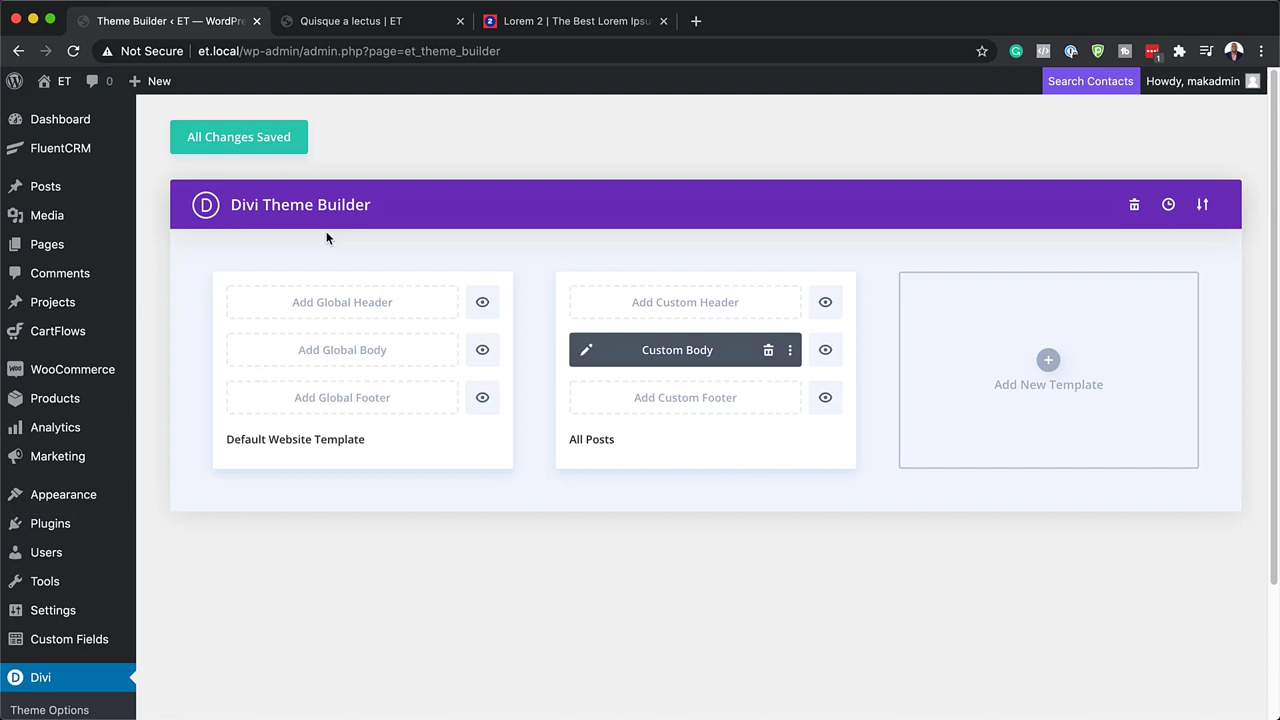 Theme Builder ‹ ET — WordPre
Quisque a lectus | ET
2
Lorem 2 | The Best Lorem Ipsu
Not Secure
et.local/wp-admin/admin.php?page=et_theme_builder
1
ET
0
New
Search Contacts
Howdy, makadmin
Dashboard
FluentCRM
Posts
Media
Pages
Comments
Projects
CartFlows
WooCommerce
Products
Analytics
Marketing
Appearance
Plugins
Users
Tools
Settings
Custom Fields
Divi
Theme Options
All Changes Saved
D
Divi Theme Builder
Add Global Header
Add Global Body
Add Global Footer
Default Website Template
Add Custom Header
Custom Body
Add Custom Footer
All Posts
Add New Template